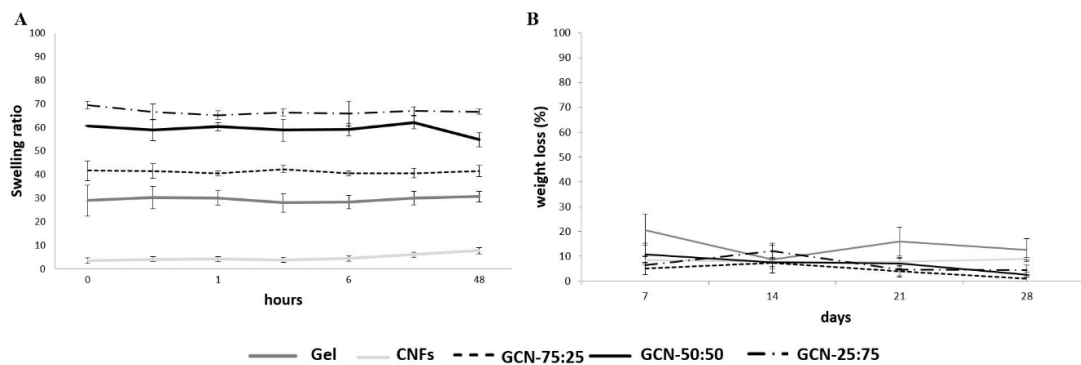 A
Swelling ratio
100
90
80
70
60
50
40
30
20
10
0
0 1 6 48
hours
B
weight loss (%)
100
90
80
70
60
50
40
30
20
10
0
7 14 21 28
days
Gel CNFs GCN-75:25 GCN-50:50 GCN-25:75